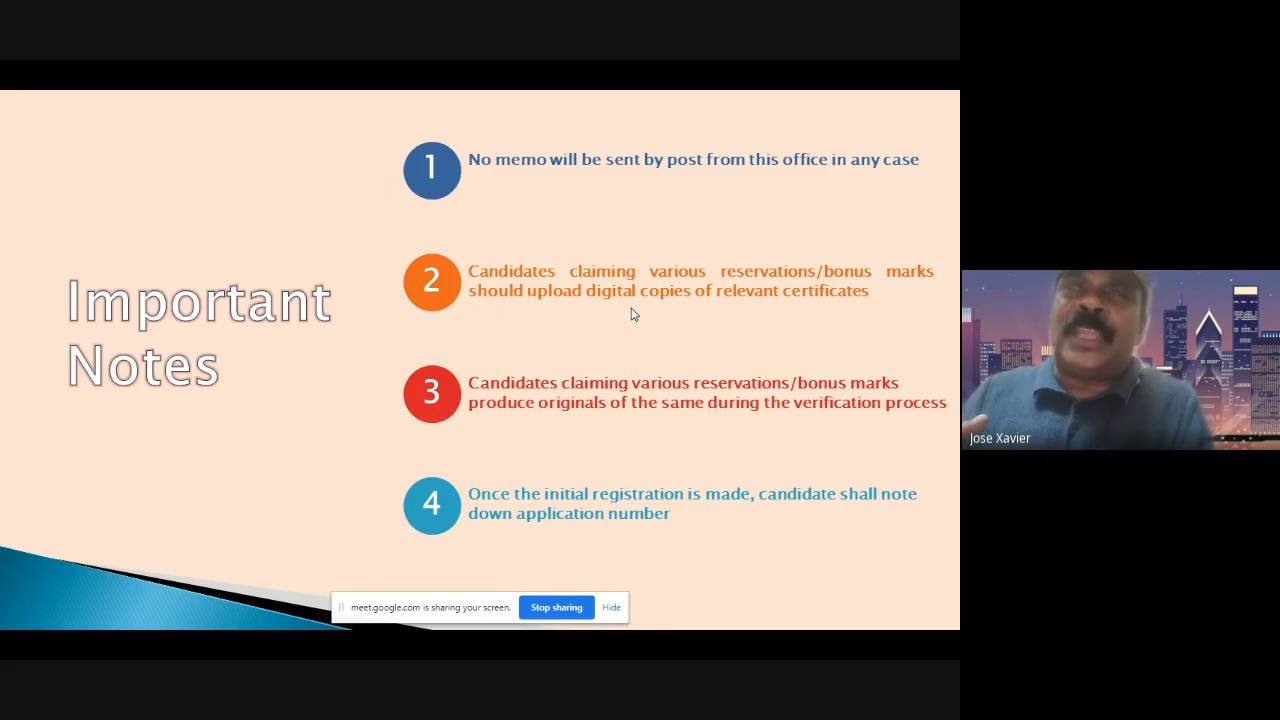 Important
Notes
1
No memo will be sent by post from this office in any case
2
Candidates claiming various reservations/bonus marks
should upload digital copies of relevant certificates
3
Candidates claiming various reservations/bonus marks
produce originals of the same during the verification process
4
Once the initial registration is made, candidate shall note
down application number
meet.google.com is sharing your screen. Stop sharing Hide
Jose Xavier